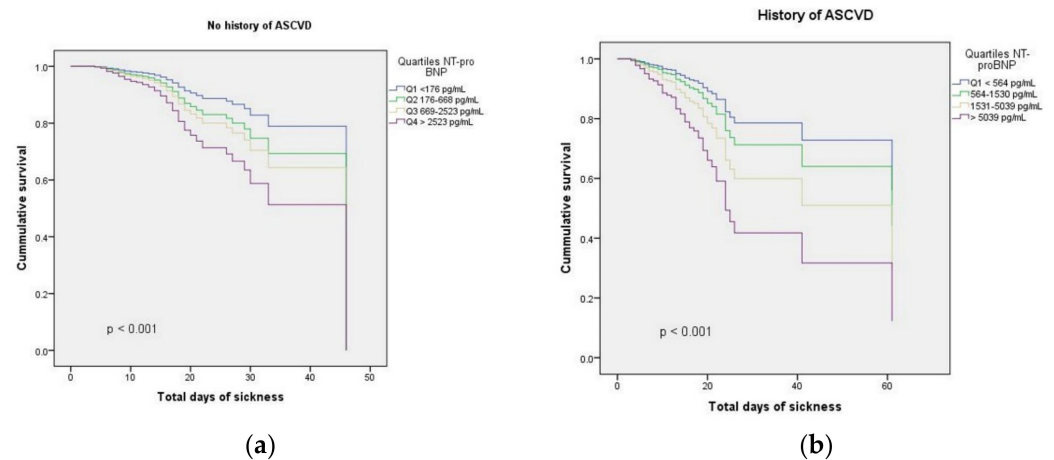 No history of ASCVD
Quartiles NT-pro
BNP
Q1 <176 pg/mL
Q2 176-668 pg/mL
Q3 669-2523 pg/mL
Q4 > 2523 pg/mL
Cummulative survival
1.0
0.8
0.6
0.4
0.2
0.0
p < 0.001
0 10 20 30 40 50
Total days of sickness
(a)
History of ASCVD
Quartiles NT-
proBNP
Q1 < 564 pg/mL
564-1530 pg/mL
1531-5039 pg/mL
> 5039 pg/mL
Cummulative survival
1.0
0.8
0.6
0.4
0.2
0.0
p < 0.001
0 20 40 60
Total days of sickness
(b)